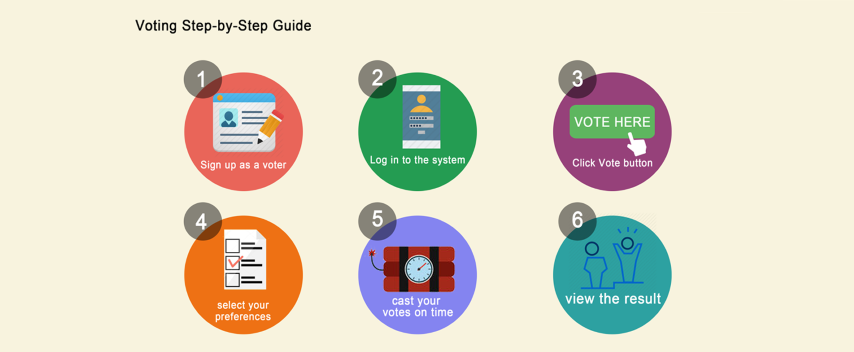 Voting Step-by-Step Guide
1
Sign up as a voter
2
Log in to the system
3
VOTE HERE
Click Vote button
4
select your
preferences
5
cast your
votes on time
6
view the result